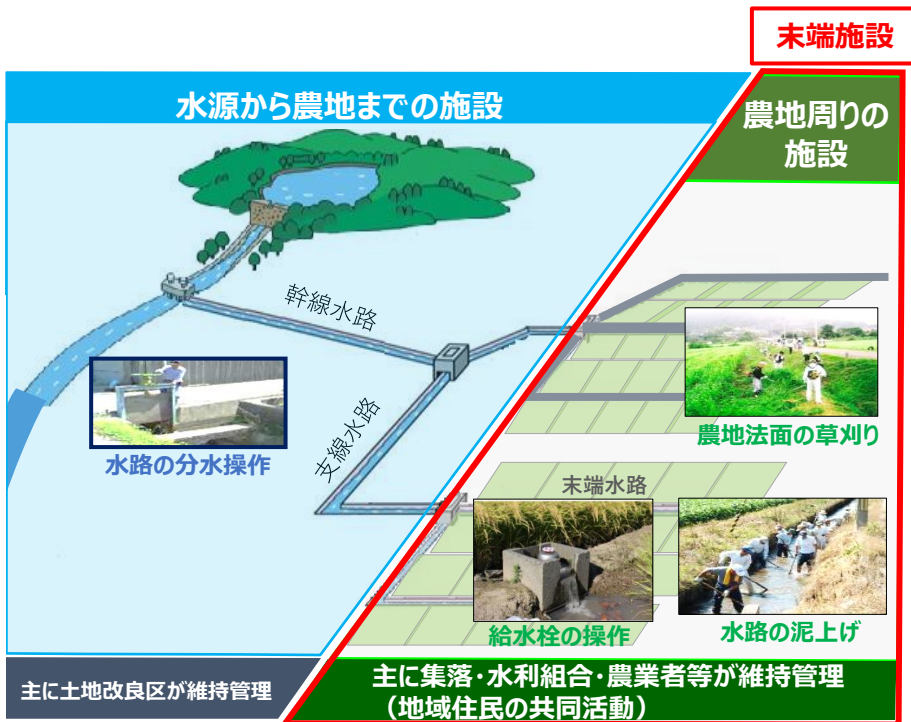 末端施設
水源から農地までの施設
農地周りの
施設
幹線水路
支線水路
水路の分水操作
農地法面の草刈り
末端水路
給水栓の操作
水路の泥上げ
主に土地改良区が維持管理
主に集落・水利組合・農業者等が維持管理
（地域住民の共同活動）